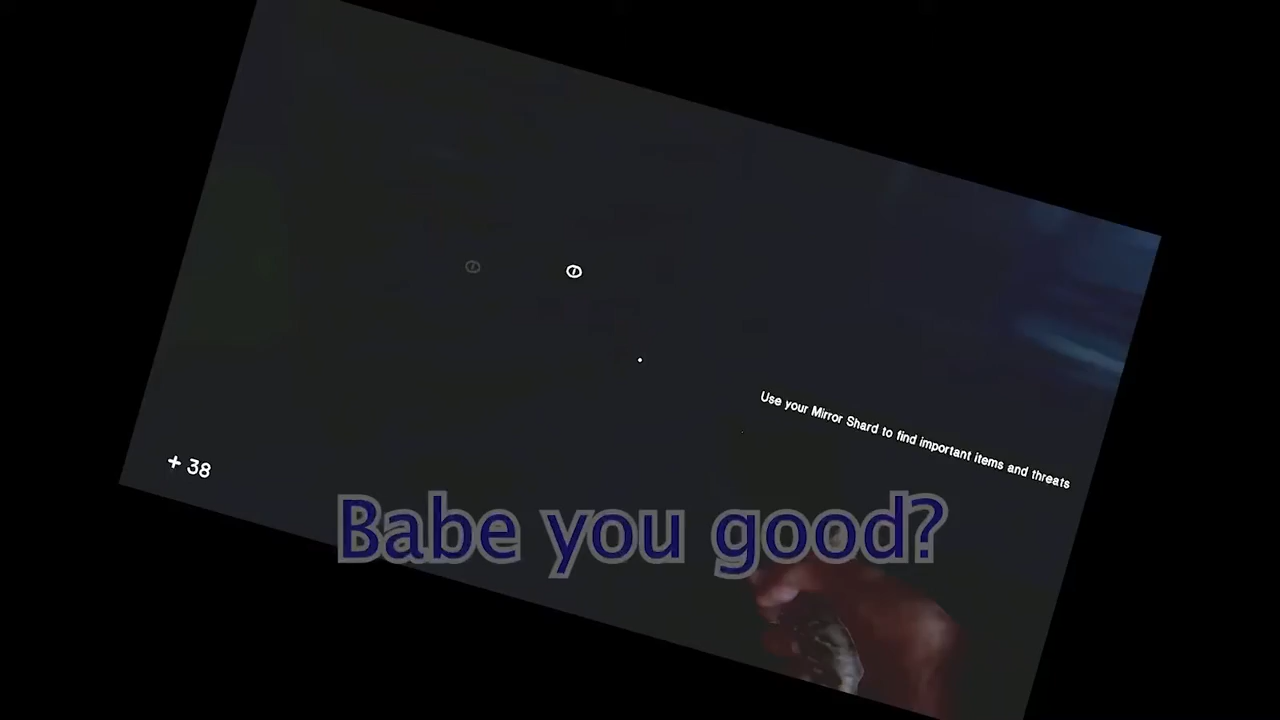 Use your Mirror Shard to find important items and threats
+ 38
Babe you good?